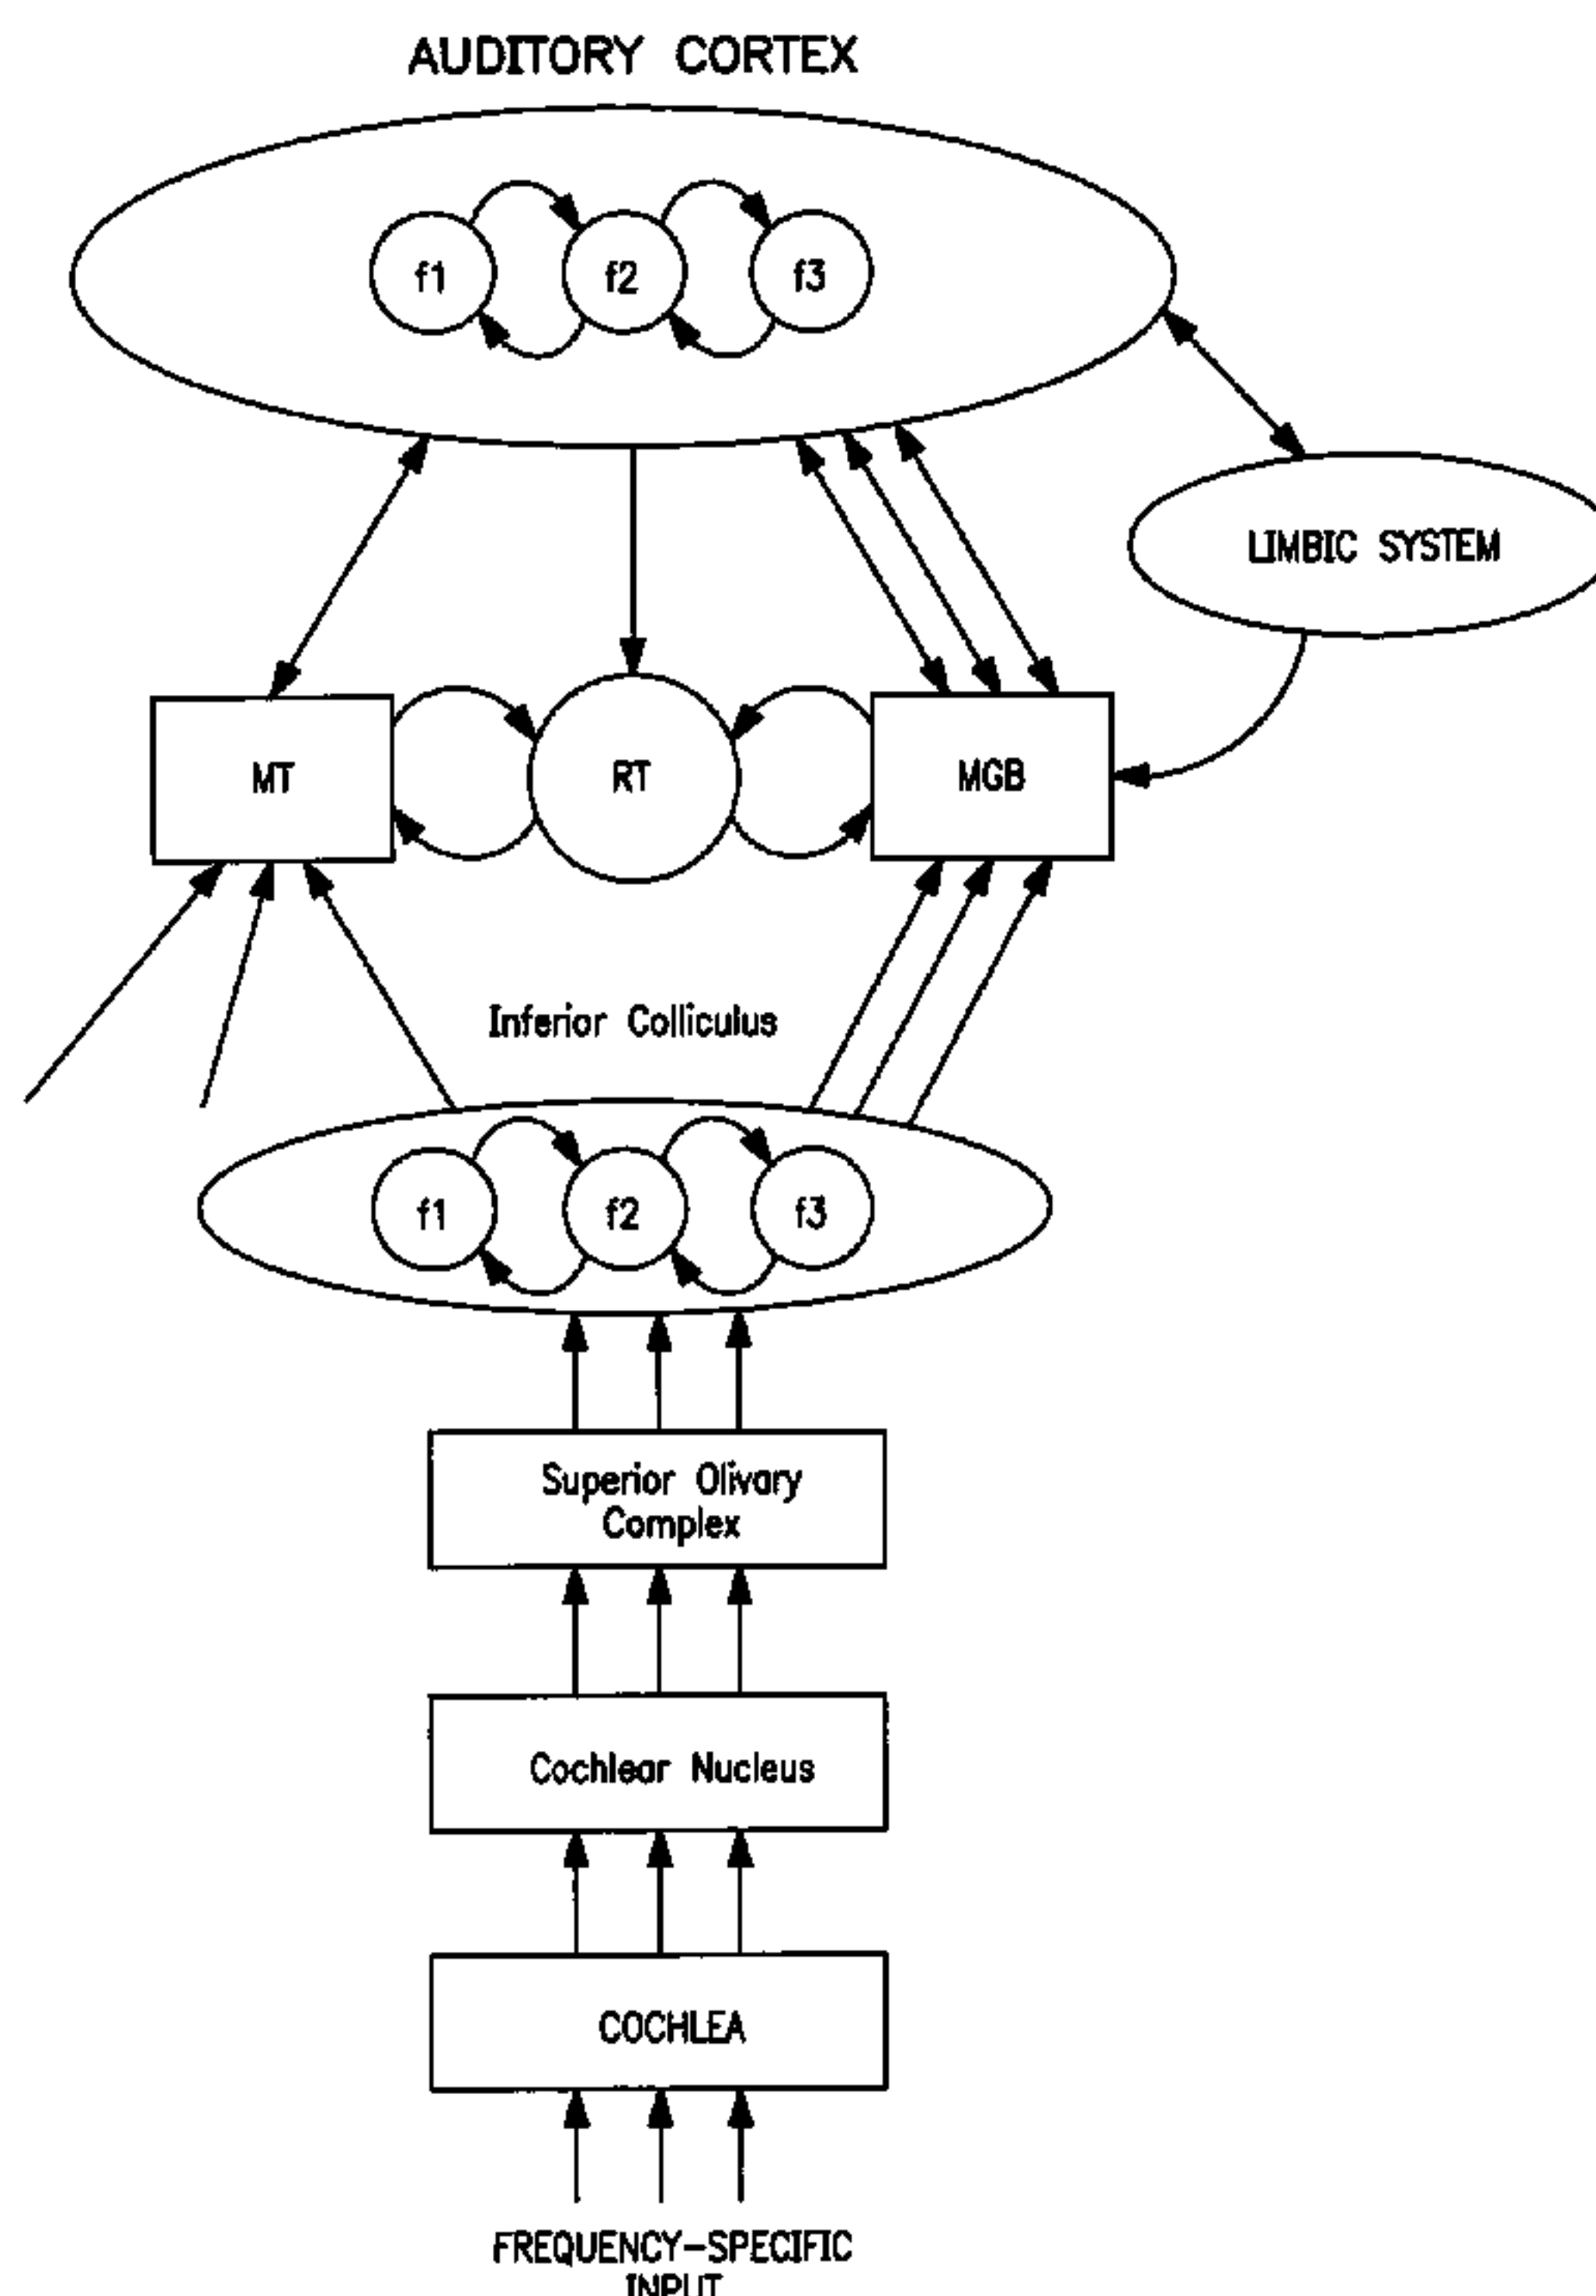 AUDITORY CORTEX
f1
f2
f3
LIMBIC SYSTEM
MT
RT
MGB
Inferior Colliculus
f1
f2
f3
Superior Olivary
Complex
Cochlear Nucleus
COCHLEA
FREQUENCY-SPECIFIC
INPUT